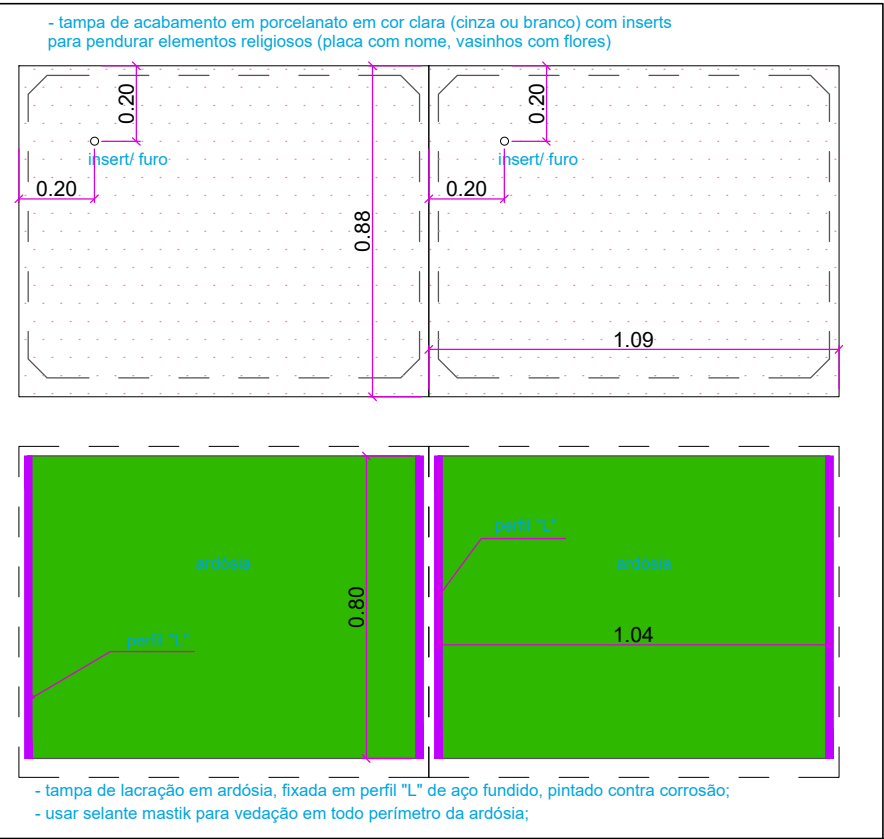 - tampa de acabamento em porcelanato em cor clara (cinza ou branco) com inserts
para pendurar elementos religiosos (placa com nome, vasinhos com flores)
0.20
0.20
insert/ furo
insert/ furo
0.20
0.20
0.88
1.09
perfil "L"
ardósia
ardósia
0.80
perfil "L"
1.04
- tampa de lacração em ardósia, fixada em perfil "L" de aço fundido, pintado contra corrosão;
- usar selante mastik para vedação em todo perímetro da ardósia;